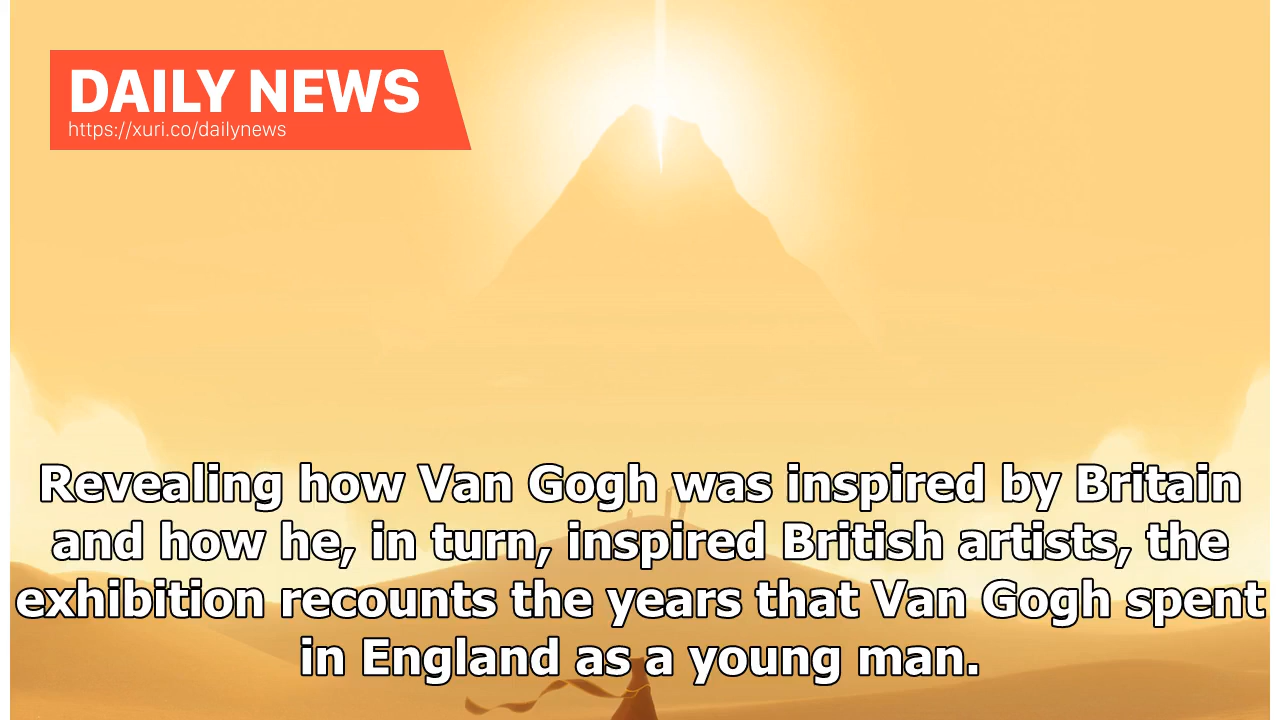 DAILY NEWS
https://xuri.co/dailynews
Revealing how Van Gogh was inspired by Britain
and how he, in turn, inspired British artists, the
exhibition recounts the years that Van Gogh spent
in England as a young man.